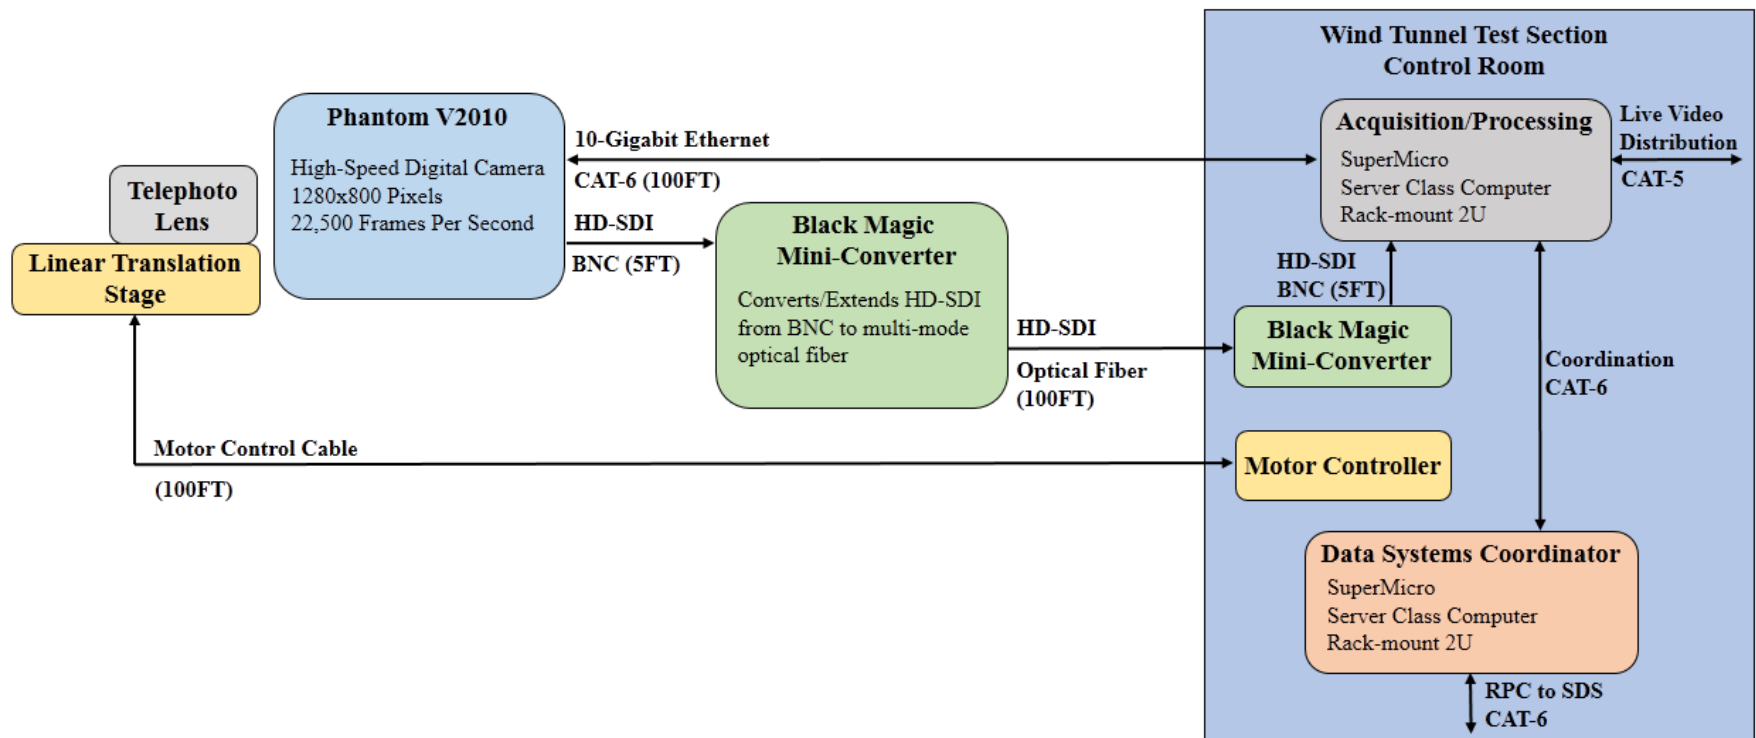 Wind Tunnel Test Section
Control Room
Phantom V2010
High-Speed Digital Camera
1280x800 Pixels
22,500 Frames Per Second
Telephoto
Lens
Linear Translation
Stage
10-Gigabit Ethernet
CAT-6 (100FT)
HD-SDI
BNC (5FT)
Black Magic
Mini-Converter
Converts/Extends HD-SDI
from BNC to multi-mode
optical fiber
HD-SDI
Optical Fiber
(100FT)
Acquisition/Processing
SuperMicro
Server Class Computer
Rack-mount 2U
Live Video
Distribution
CAT-5
HD-SDI
BNC (5FT)
Black Magic
Mini-Converter
Coordination
CAT-6
Motor Control Cable
(100FT)
Motor Controller
Data Systems Coordinator
SuperMicro
Server Class Computer
Rack-mount 2U
RPC to SDS
CAT-6